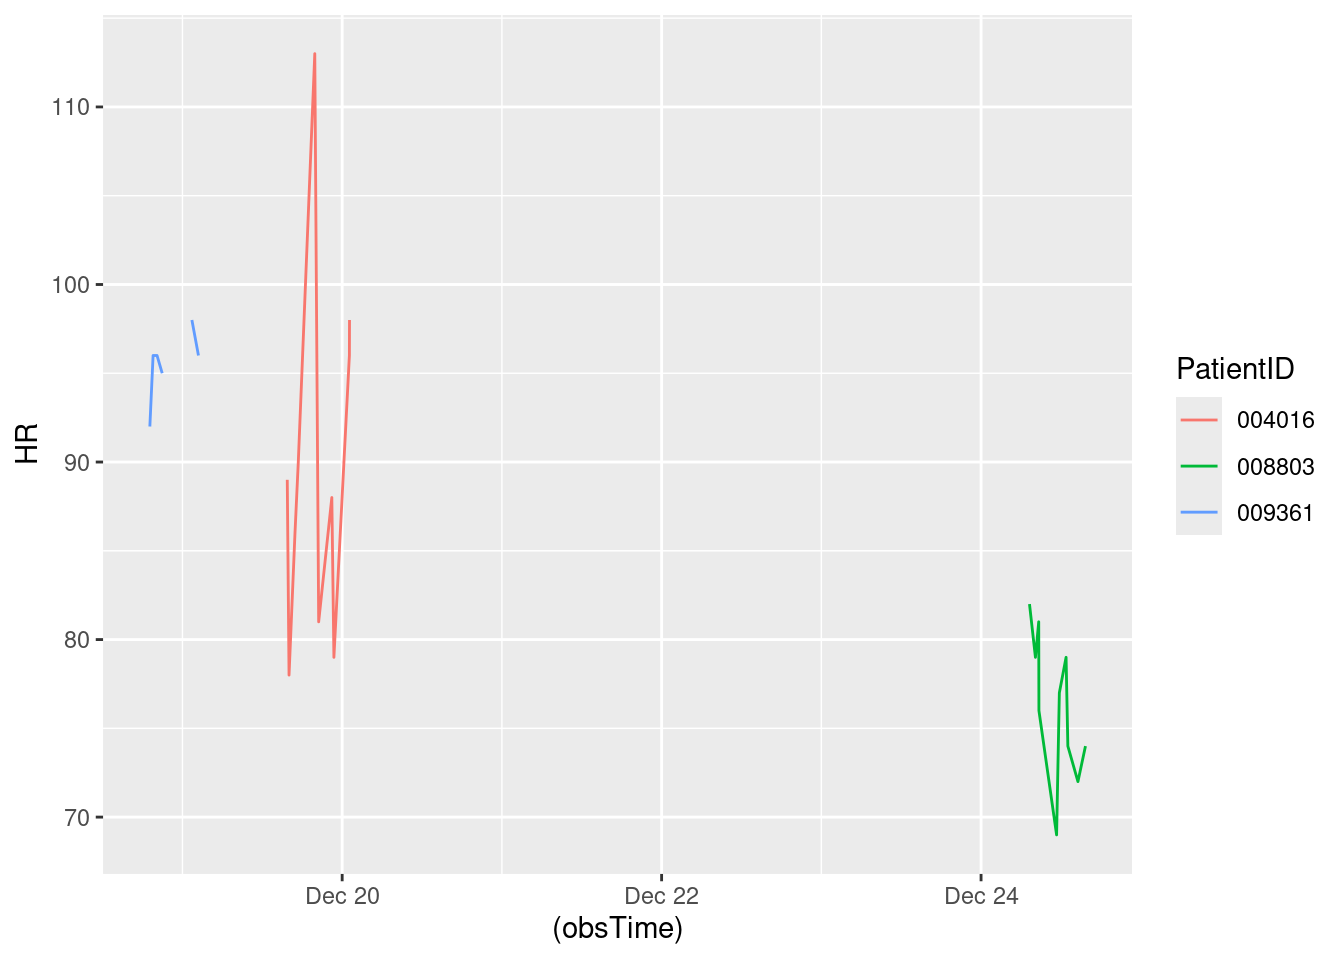 110
100
90
80
70
HR
Dec 20
Dec 22
Dec 24
(obsTime)
PatientID
004016
008803
009361